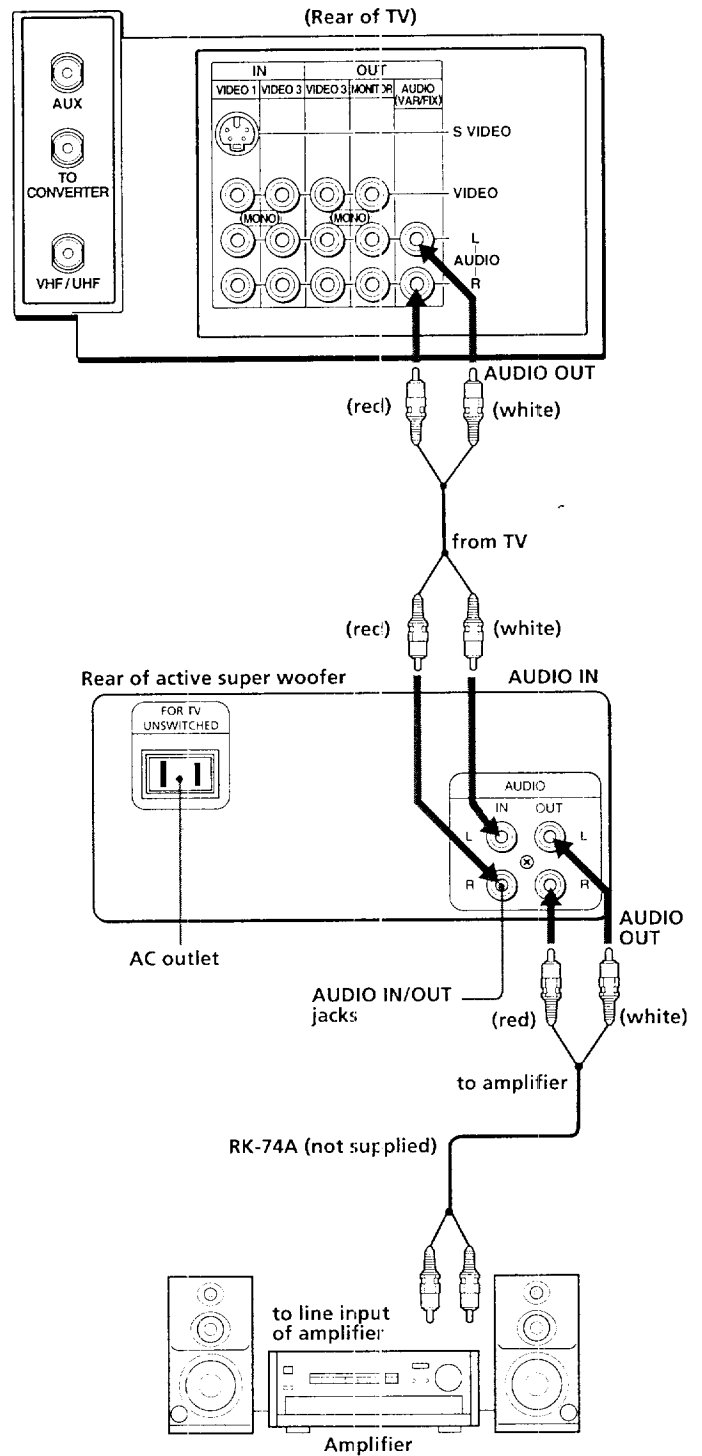 (Rear of TV)
AUX
TO
CONVERTER
VHF / UHF
IN OUT
VIDEO 1 VIDEO 3 VIDEO 3 MONITOR AUDIO
(VAR/FIX)
S VIDEO
VIDEO
(MONO) (MONO)
L
AUDIO
R
AUDIO OUT
(red) (white)
from TV
(red) (white)
Rear of active super woofer AUDIO IN
FOR TV
UNSWITCHED
AUDIO
IN OUT
L L
R R
AUDIO
OUT
AC outlet
AUDIO IN/OUT
jacks
(red) (white)
to amplifier
RK-74A (not supplied)
to line input
of amplifier
Amplifier